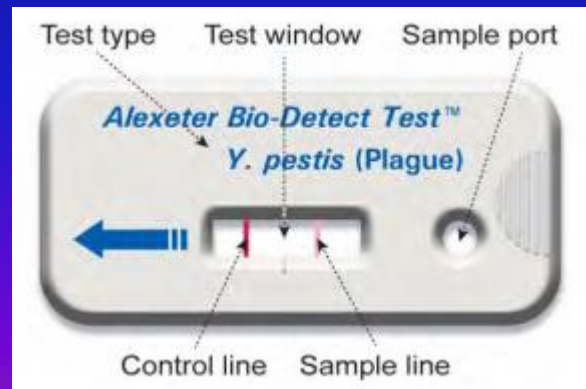 Test type Test window Sample port
Alexeter Bio-Detect Test™
Y. pestis (Plague)
Control line Sample line